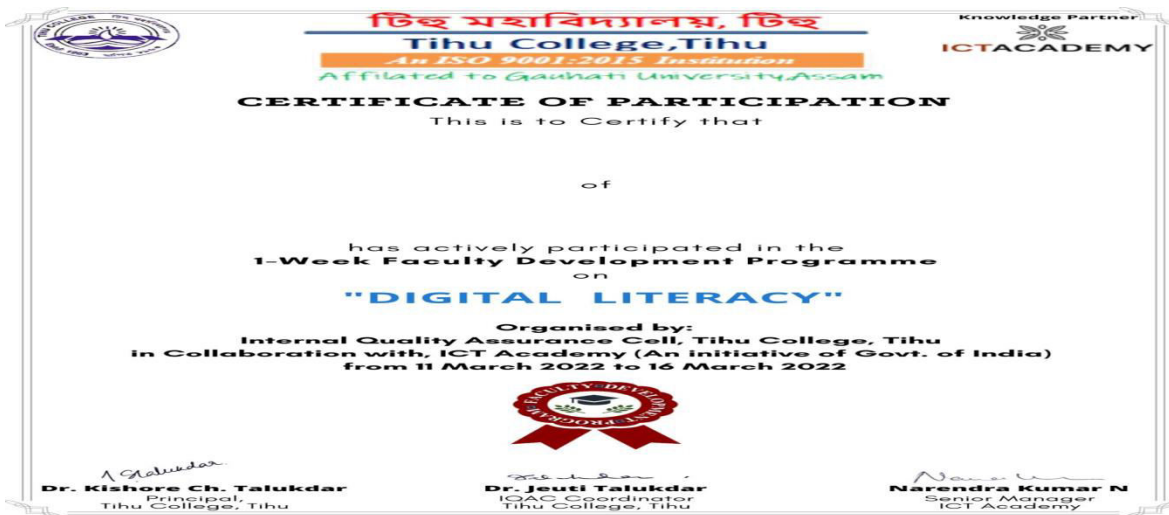 টিহু মহাবিদ্যালয়, টিহু
Tihu College,Tihu
An ISO 9001:2015 Institution
Affilated to Gauhati University,Assam
Knowledge Partner
ICTACADEMY
CERTIFICATE OF PARTICIPATION
This is to Certify that
of
has actively participated in the
1-Week Faculty Development Programme
on
"DIGITAL LITERACY"
Organised by:
Internal Quality Assurance Cell, Tihu College, Tihu
in Collaboration with, ICT Academy (An initiative of Govt. of India)
from 11 March 2022 to 16 March 2022
FACULTY DEVELOPMENT PROGRAM
Dr. Kishore Ch. Talukdar
Principal,
Tihu College, Tihu
Dr. Jeuti Talukdar
IQAC Coordinator
Tihu College, Tihu
Narendra Kumar N
Senior Manager
ICT Academy